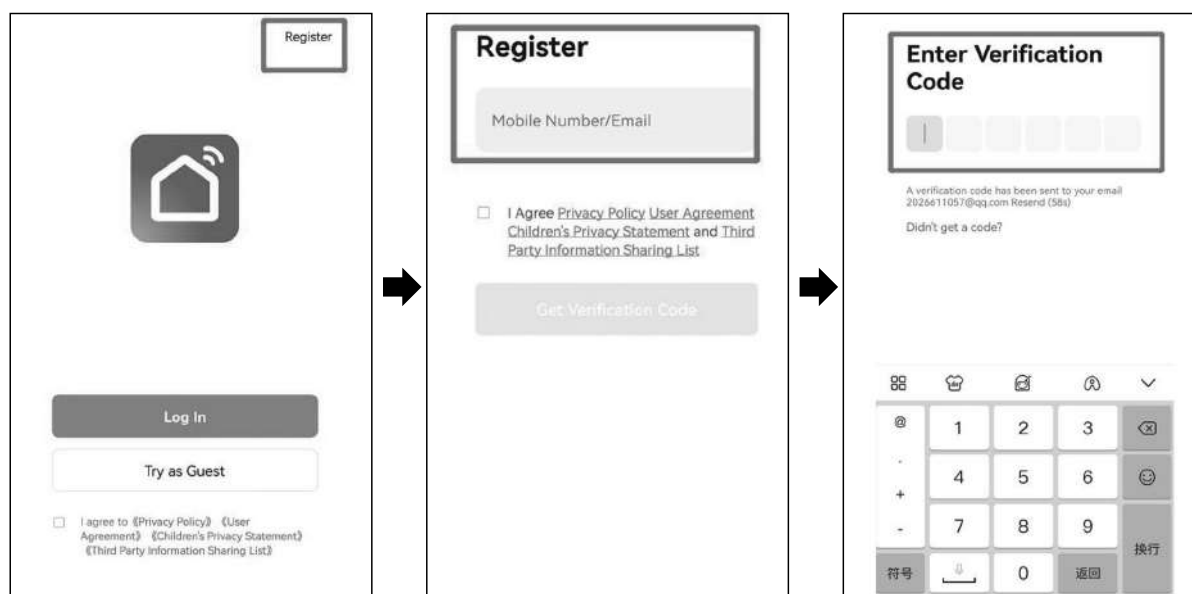 Register
Log In
Try as Guest
I agree to 《Privacy Policy》 《User
Agreement》 《Children's Privacy Statement》
《Third Party Information Sharing List》
Register
Mobile Number/Email
I Agree Privacy Policy User Agreement
Children's Privacy Statement and Third
Party Information Sharing List
Get Verification Code
Enter Verification
Code
A verification code has been sent to your email
2026611057@qq.com Resend (58s)
Didn't get a code?
@ 1 2 3
. 4 5 6
+
- 7 8 9
换行
符号 0 返回